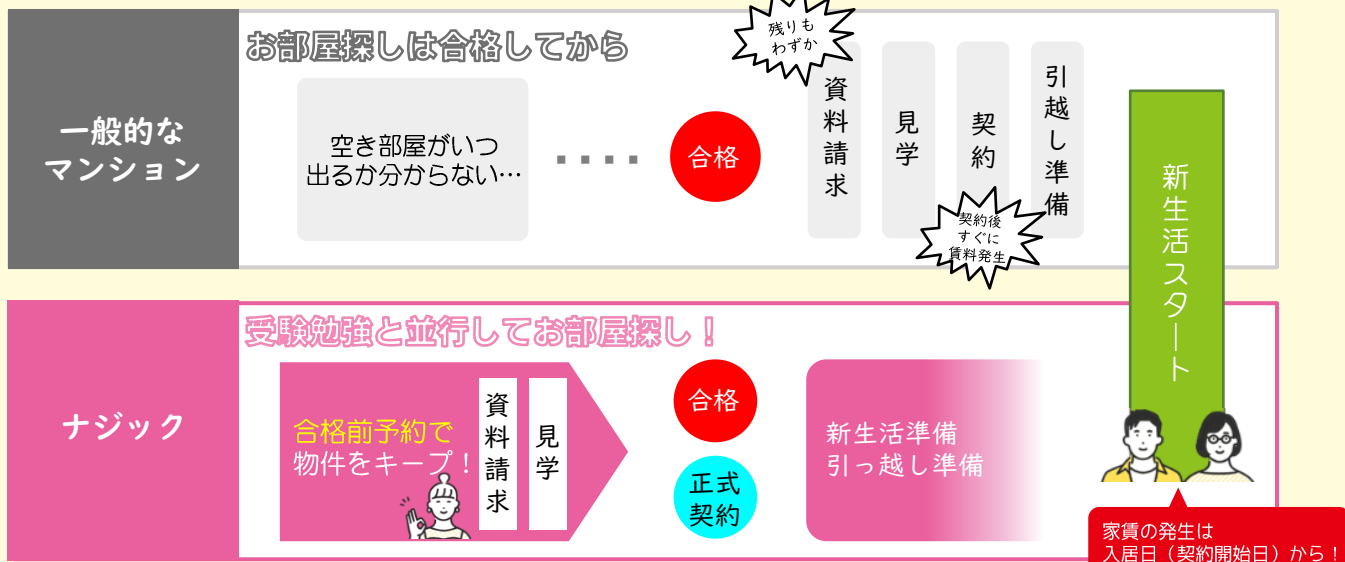 一般的な
マンション
お部屋探しは合格してから
空き部屋がいつ
出るか分からない…
合格
残りも
わずか
資料請求
見学
契約
契約後
すぐに
賃料発生
引越し準備
新生活スタート
ナジック
受験勉強と並行してお部屋探し！
合格前予約で
物件をキープ！
資料請求
見学
合格
正式
契約
新生活準備
引っ越し準備
家賃の発生は
入居日（契約開始日）から！